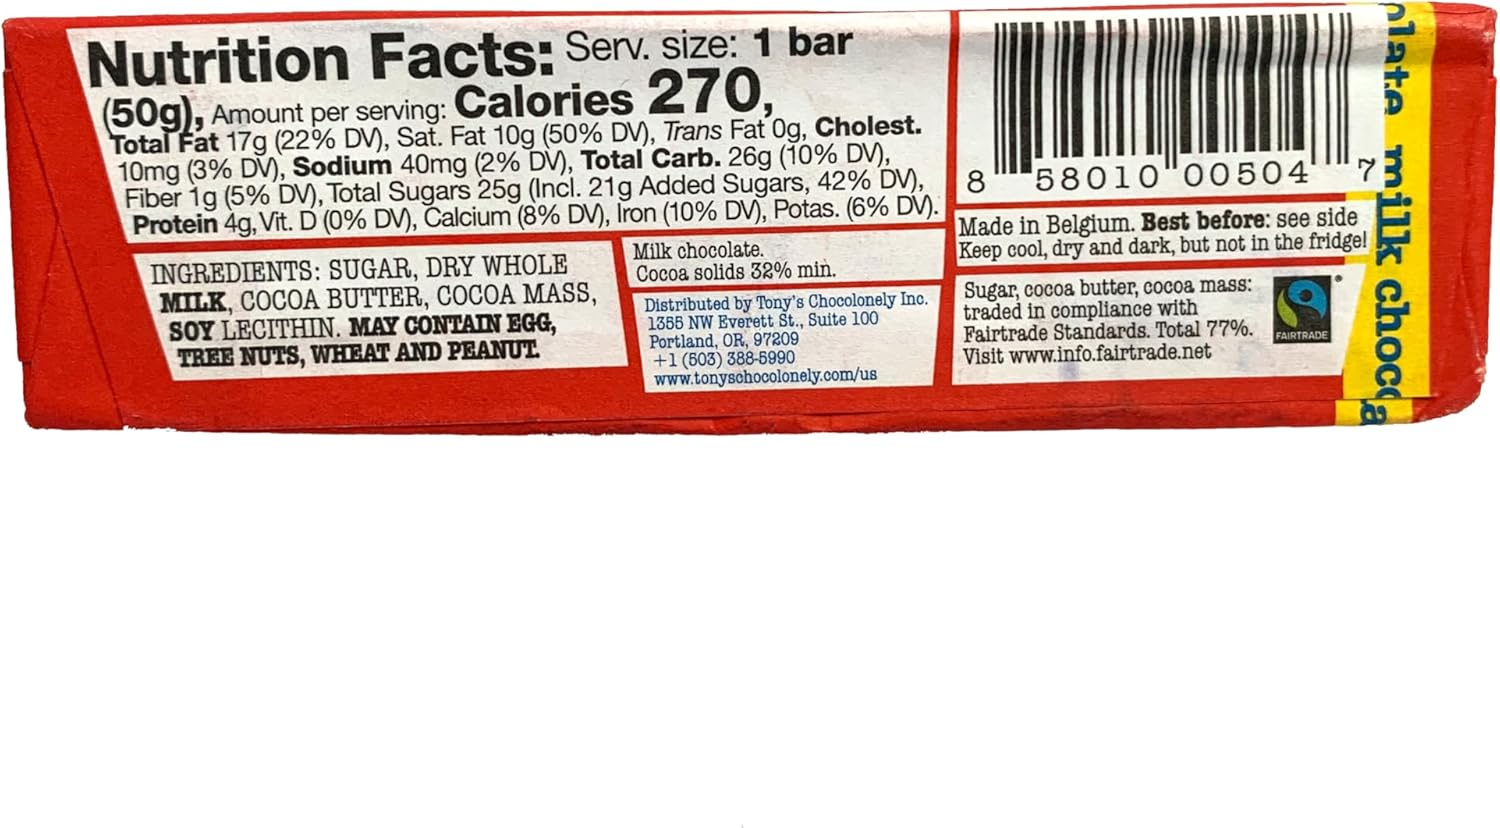 Nutrition Facts: Serv. size: 1 bar
(50g), Amount per serving: Calories 270,
Total Fat 17g (22% DV), Sat. Fat 10g (50% DV), Trans Fat 0g, Cholest.
10mg (3% DV), Sodium 40mg (2% DV), Total Carb. 26g (10% DV),
Fiber 1g (5% DV), Total Sugars 25g (Incl. 21g Added Sugars, 42% DV),
Protein 4g, Vit. D (0% DV), Calcium (8% DV), Iron (10% DV), Potas. (6% DV).
INGREDIENTS: SUGAR, DRY WHOLE
MILK, COCOA BUTTER, COCOA MASS,
SOY LECITHIN. MAY CONTAIN EGG,
TREE NUTS, WHEAT AND PEANUT.
Milk chocolate.
Cocoa solids 32% min.
Distributed by Tony's Chocolonely Inc.
1355 NW Everett St., Suite 100
Portland, OR, 97209
+1 (503) 388-5990
www.tonyschocolonely.com/us
8 58010 00504 7
Made in Belgium. Best before: see side
Keep cool, dry and dark, but not in the fridge!
Sugar, cocoa butter, cocoa mass:
traded in compliance with
Fairtrade Standards. Total 77%.
Visit www.info.fairtrade.net
FAIRTRADE
olate milk choc